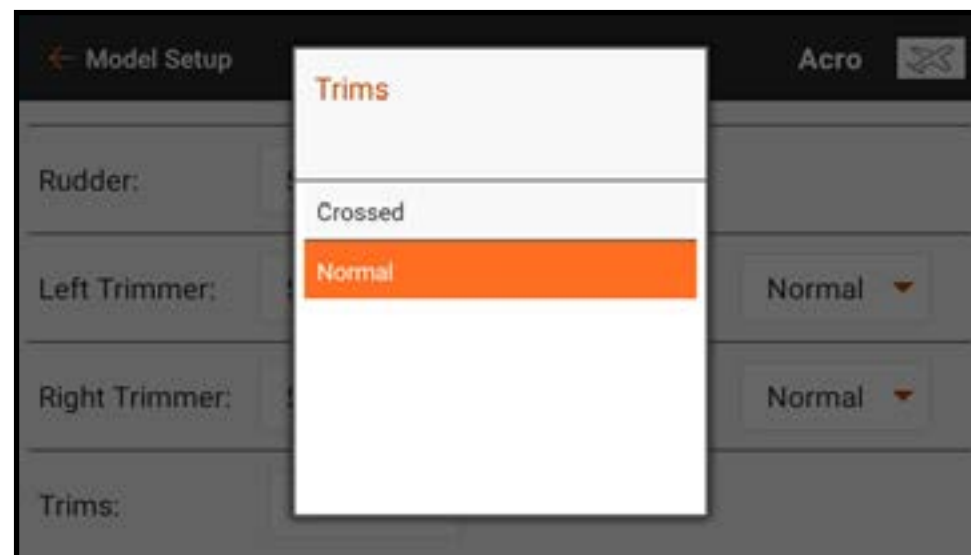 ← Model Setup
Acro
Trims
Rudder:
Crossed
Normal
Left Trimmer:
Normal
Right Trimmer:
Normal
Trims: